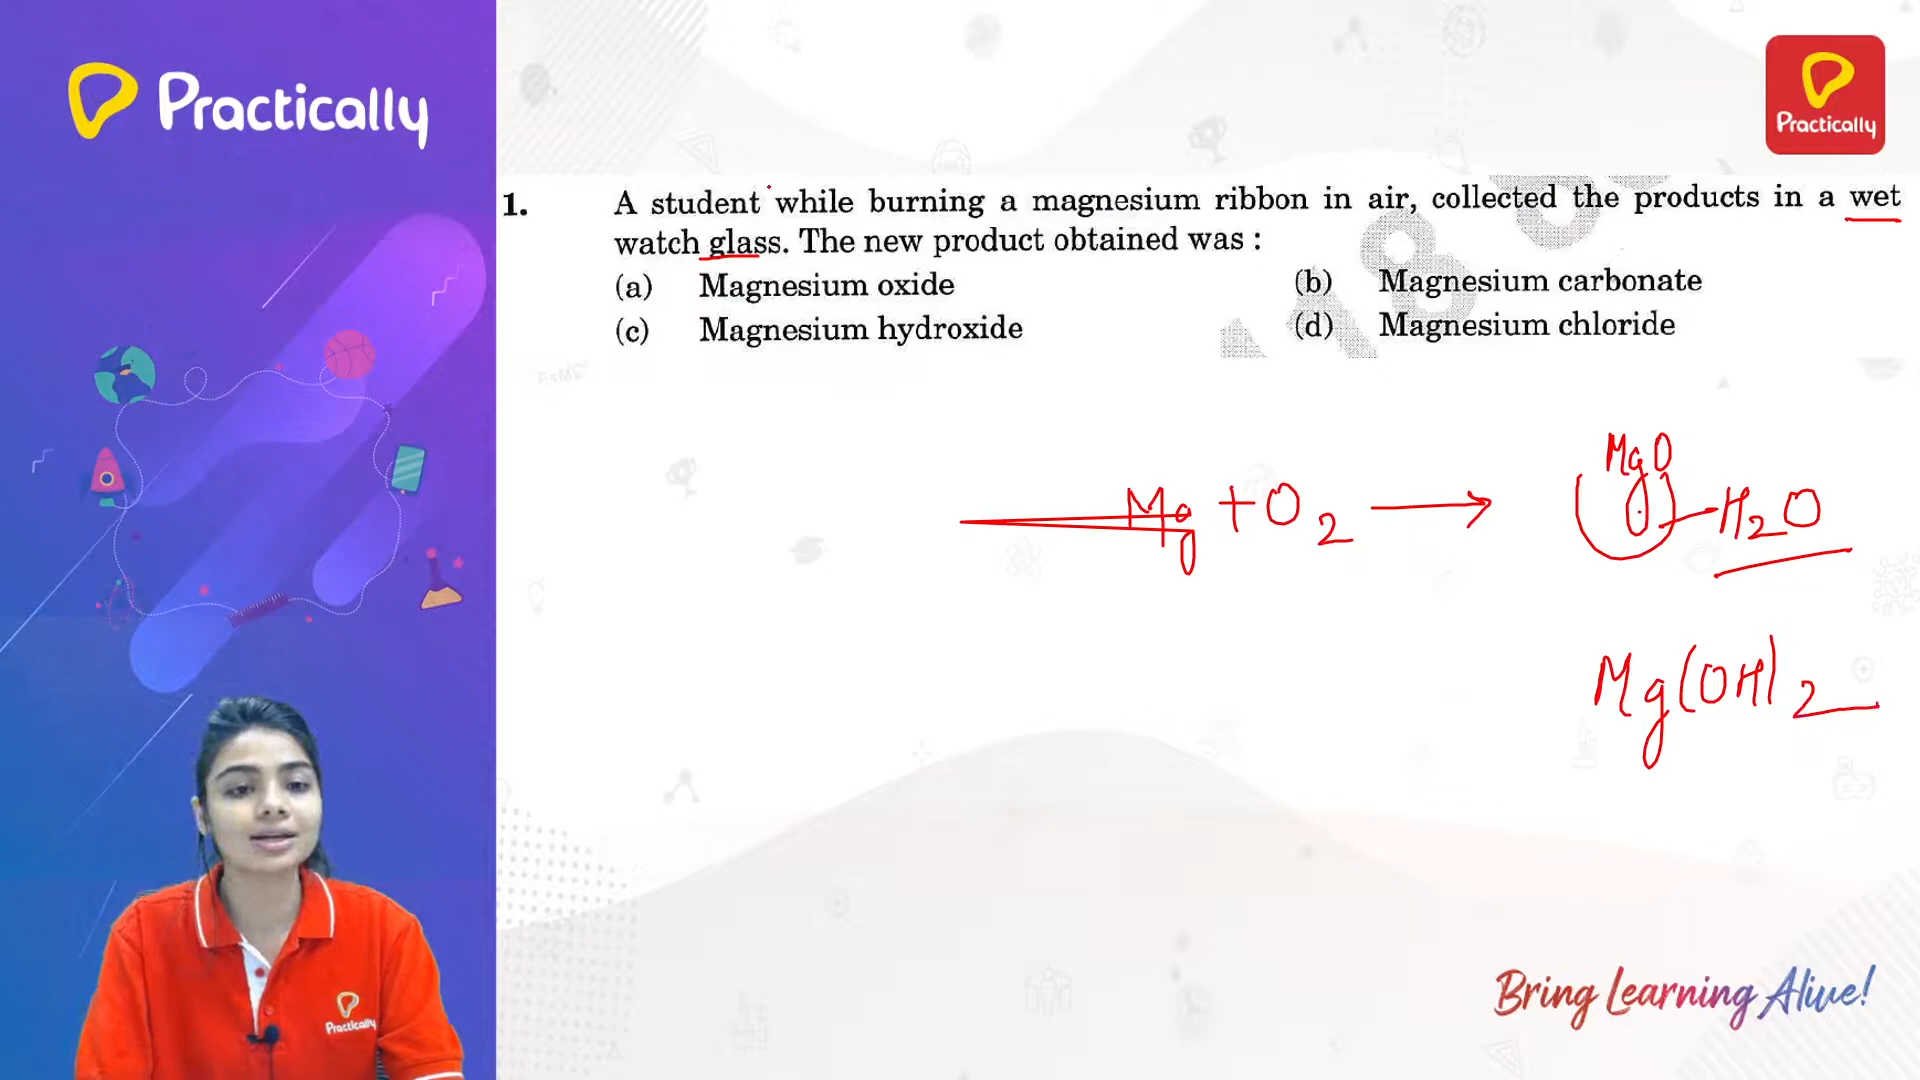 Practically
Practically
1. A student while burning a magnesium ribbon in air, collected the products in a wet
watch glass. The new product obtained was :
(a) Magnesium oxide (b) Magnesium carbonate
(c) Magnesium hydroxide (d) Magnesium chloride
MgO
Mg + O2 → H2O
Mg(OH)2
Practically
Bring Learning Alive!